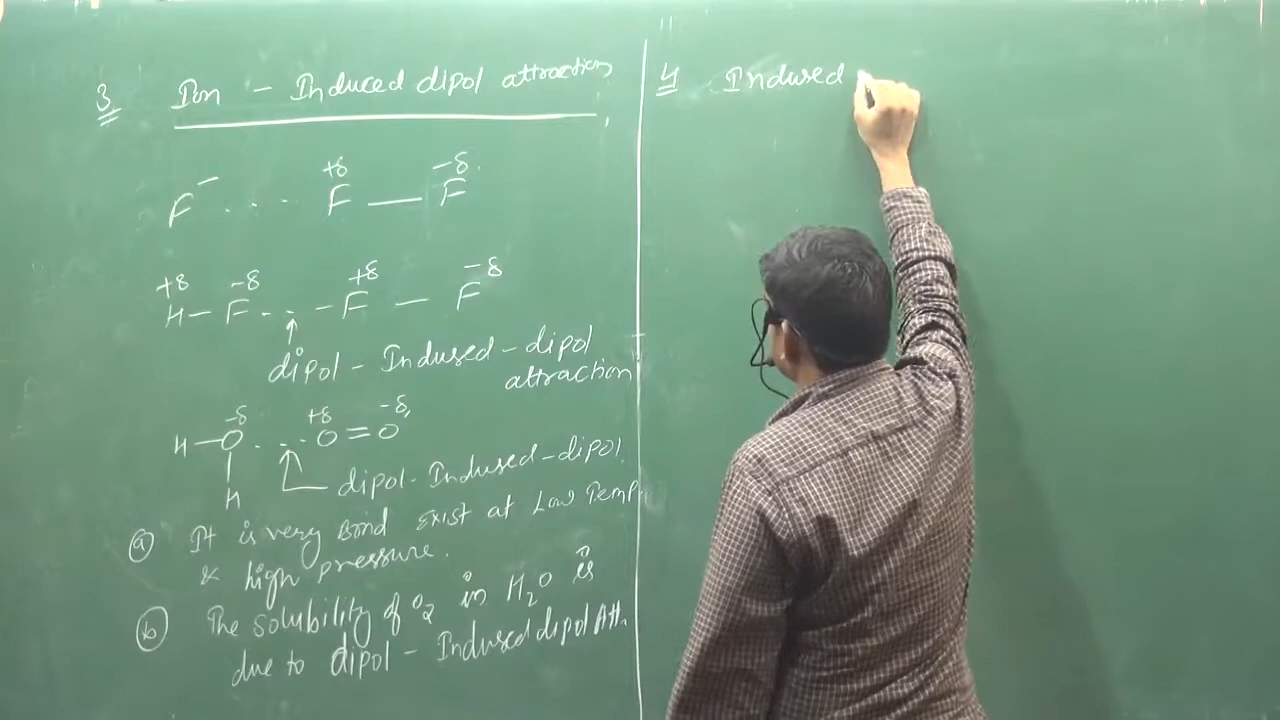 3 Ion - Induced dipol attraction
F⁻ . . . +δ F — -δ F
+δ -δ +δ -δ
H - F - - - F — F
dipol - Indused - dipol
attraction
-δ +δ -δ
H - O - - - O = O
H
dipol - Indused - dipol
(a) It is very Bond exist at Low Temp
& high pressure.
(b) The solubility of O₂ in H₂O is
due to dipol - Indused dipol Att.
4 Indused